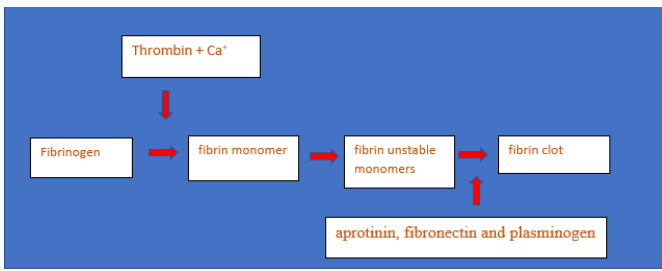 Thrombin + Ca⁺
Fibrinogen
fibrin monomer
fibrin unstable
monomers
fibrin clot
aprotinin, fibronectin and plasminogen